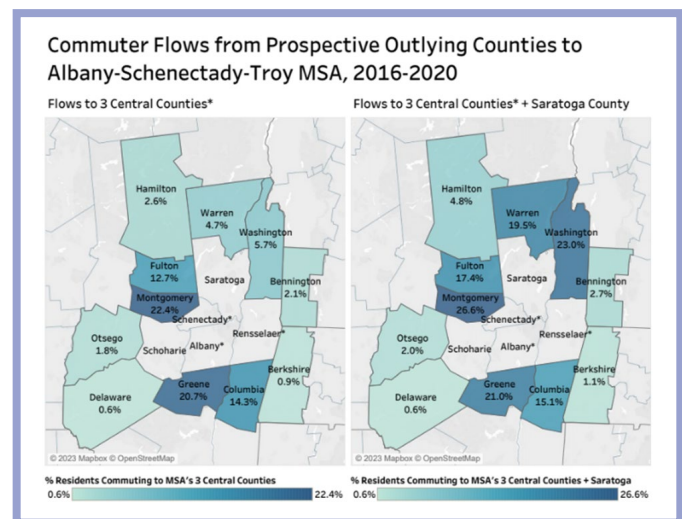 Commuter Flows from Prospective Outlying Counties to
Albany-Schenectady-Troy MSA, 2016-2020
Flows to 3 Central Counties*
Hamilton
2.6%
Warren
4.7%
Washington
5.7%
Fulton
12.7%
Saratoga
Bennington
2.1%
Montgomery
22.4%
Schenectady*
Rensselaer*
Otsego
1.8%
Schoharie
Albany*
Berkshire
0.9%
Greene
20.7%
Columbia
14.3%
Delaware
0.6%
© 2023 Mapbox © OpenStreetMap
% Residents Commuting to MSA's 3 Central Counties
0.6%
22.4%
Flows to 3 Central Counties* + Saratoga County
Hamilton
4.8%
Warren
19.5%
Washington
23.0%
Fulton
17.4%
Saratoga
Bennington
2.7%
Montgomery
26.6%
Schenectady*
Rensselaer*
Otsego
2.0%
Schoharie
Albany*
Berkshire
1.1%
Greene
21.0%
Columbia
15.1%
Delaware
0.6%
© 2023 Mapbox © OpenStreetMap
% Residents Commuting to MSA's 3 Central Counties + Saratoga
0.6%
26.6%